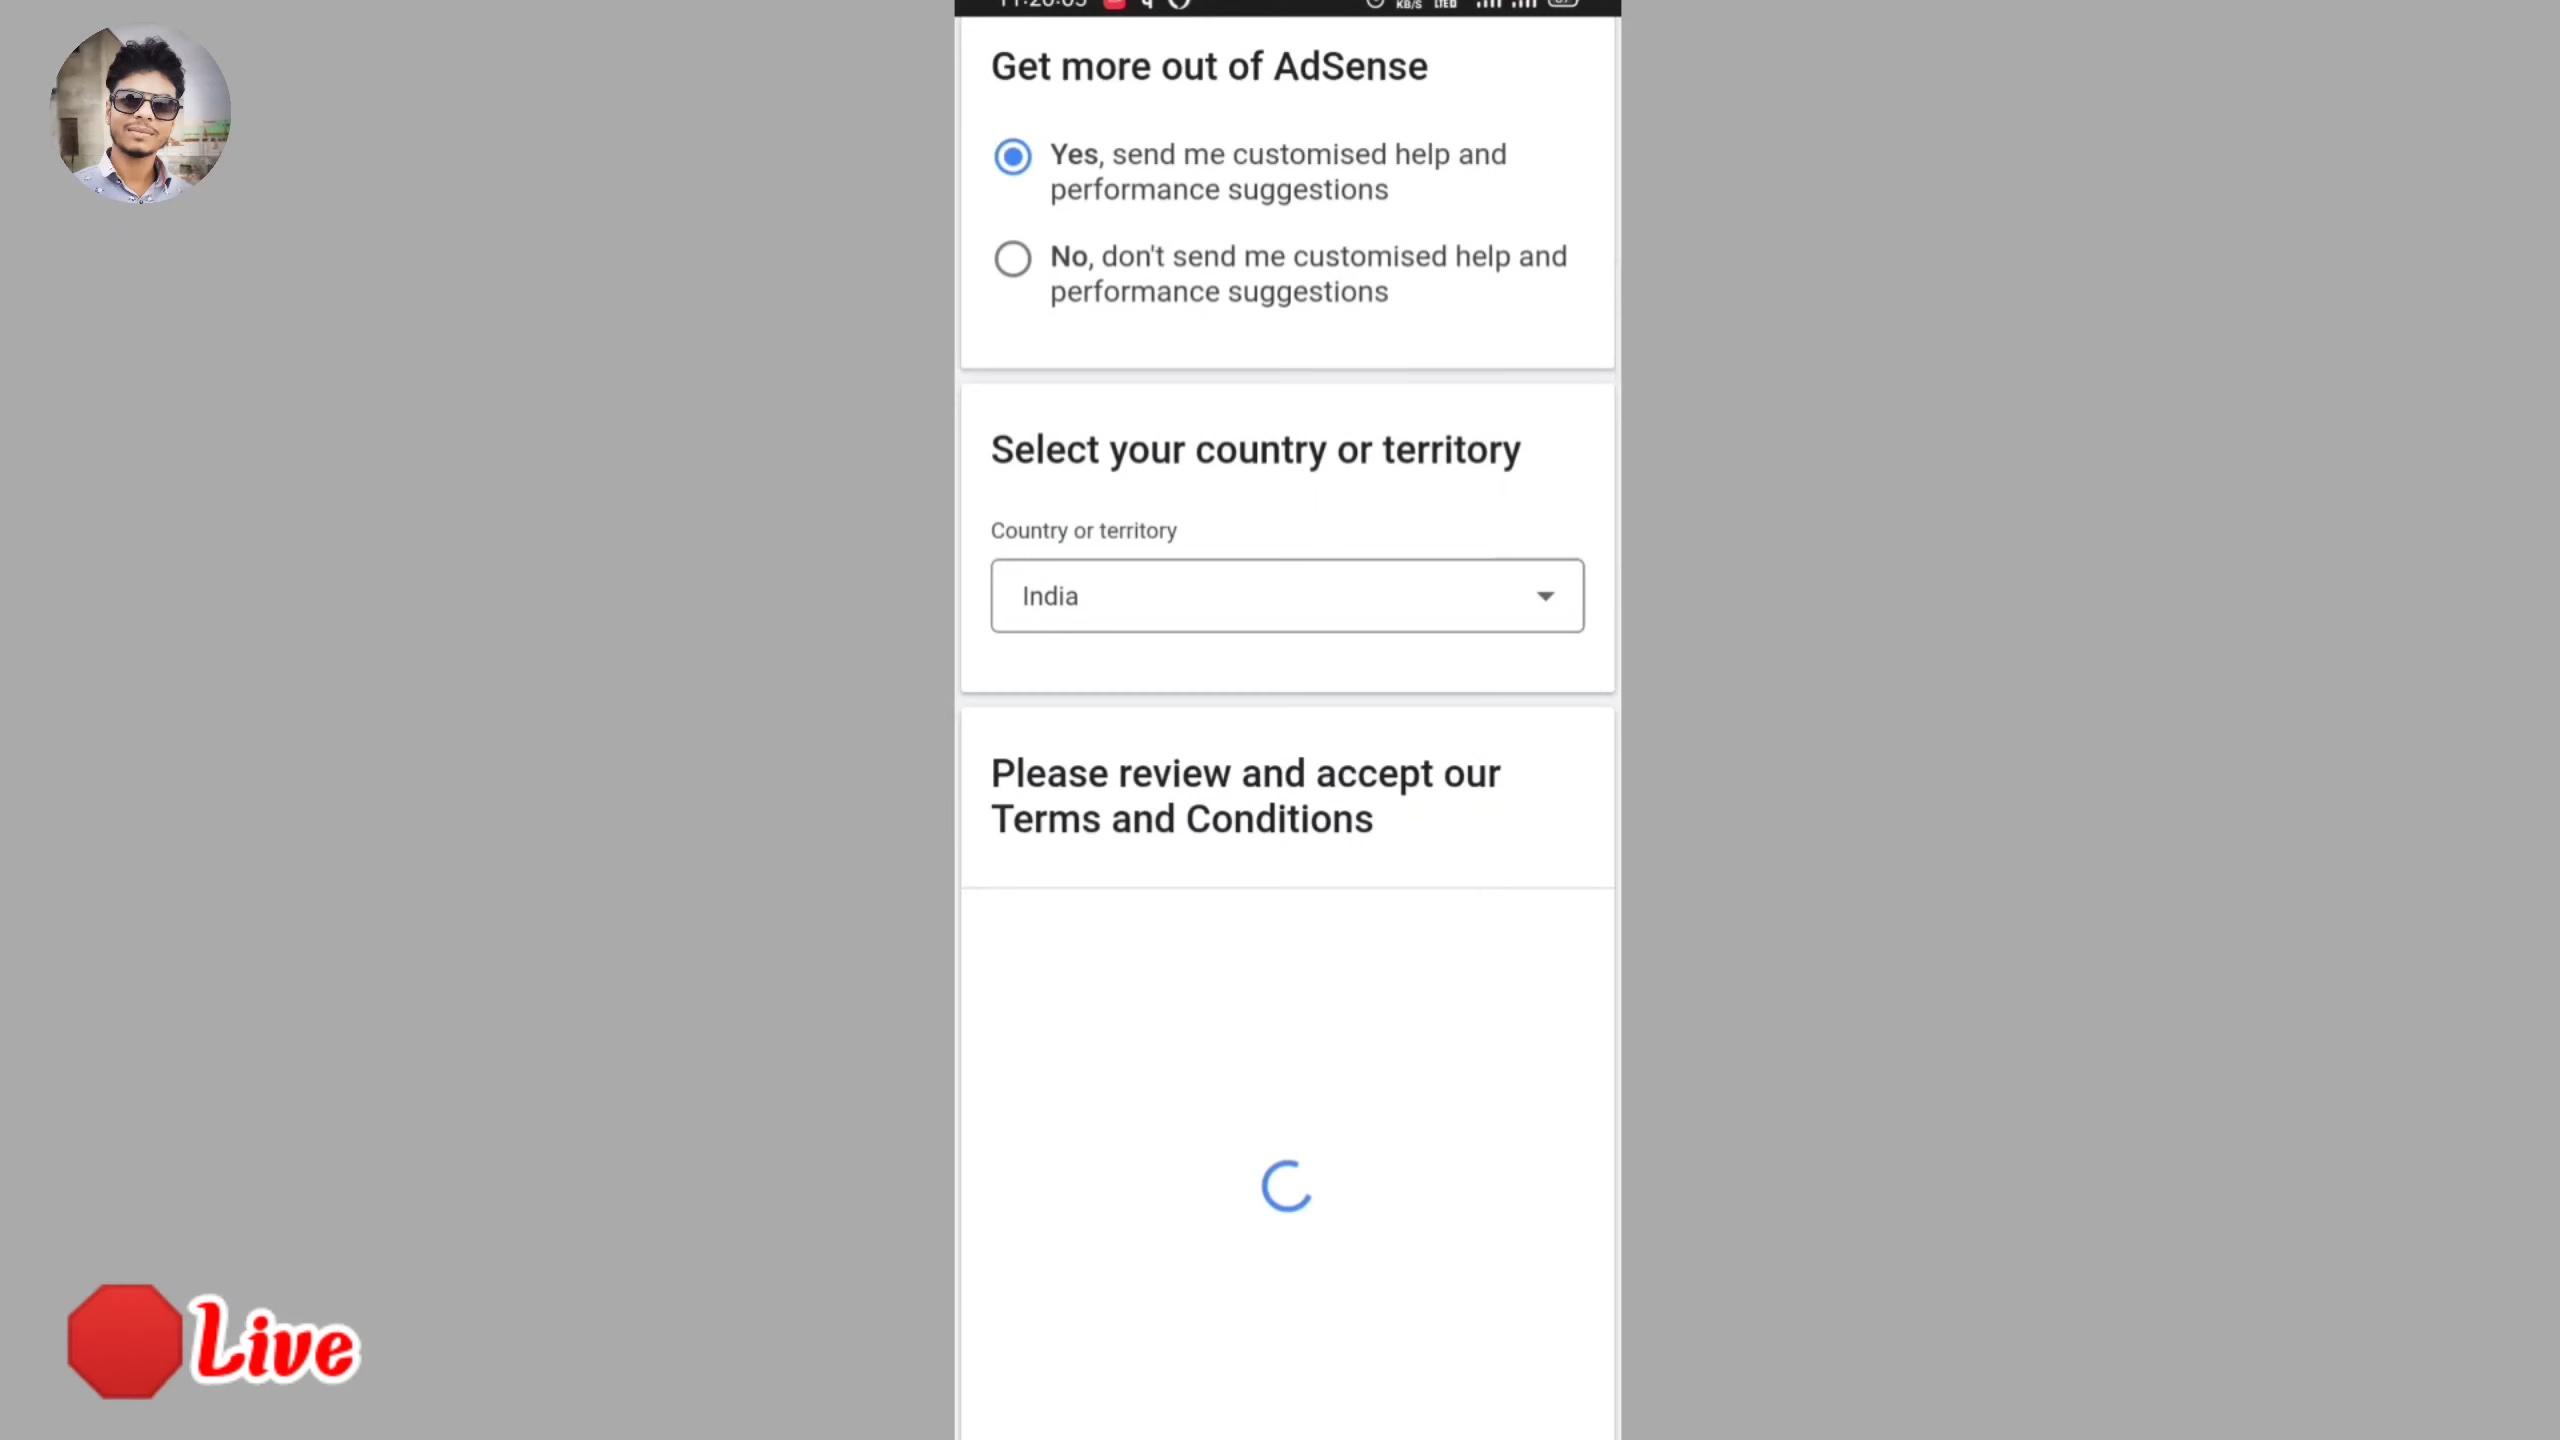 Get more out of AdSense
Yes, send me customised help and
performance suggestions
No, don't send me customised help and
performance suggestions
Select your country or territory
Country or territory
India
Please review and accept our
Terms and Conditions
Live